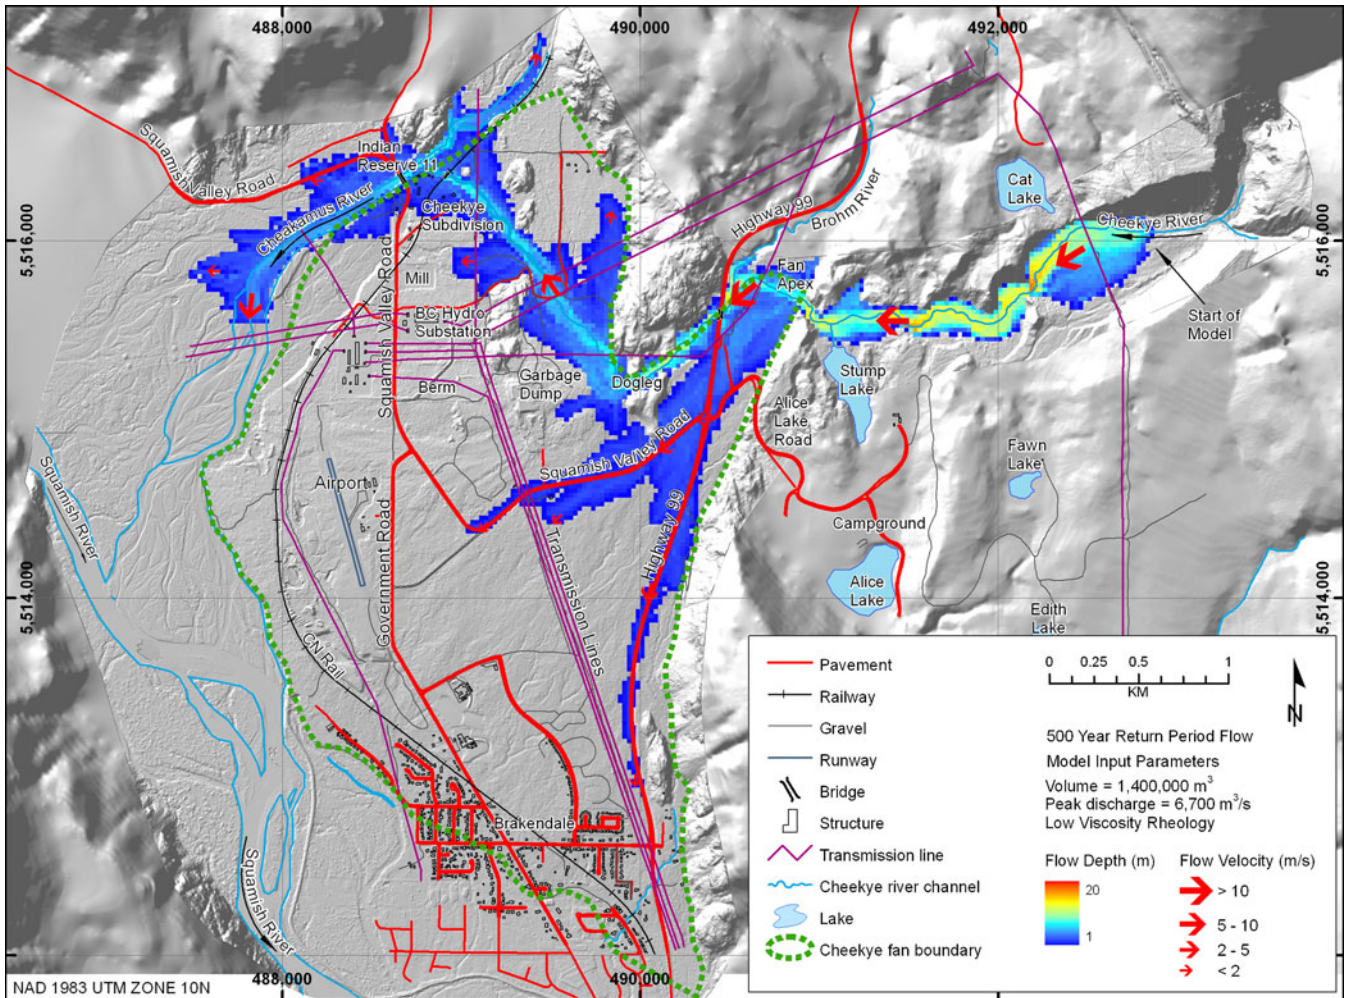 488,000
490,000
492,000
Squamish Valley Road
Indian
Reserve 11
Highway 99
Brohm River
Cat
Lake
Cheekye River
Cheakamus River
Cheekye
Subdivision
5,516,000
5,516,000
Squamish Valley Road
Mill
Fan
Apex
BC Hydro
Substation
Start of
Model
Berm
Garbage
Dump
Dogleg
Stump
Lake
Alice
Lake
Road
Squamish Valley Road
Fawn
Lake
Squamish River
Airport
Highway 99
Campground
Government Road
Transmission Lines
Alice
Lake
5,514,000
5,514,000
Edith
Lake
CN Rail
Brakendale
Squamish River
Pavement
Railway
Gravel
Runway
Bridge
Structure
Transmission line
Cheekye river channel
Lake
Cheekye fan boundary
0 0.25 0.5 1
KM
N
500 Year Return Period Flow
Model Input Parameters
Volume = 1,400,000 m³
Peak discharge = 6,700 m³/s
Low Viscosity Rheology
Flow Depth (m)
20
1
Flow Velocity (m/s)
> 10
5 - 10
2 - 5
< 2
NAD 1983 UTM ZONE 10N
488,000
490,000